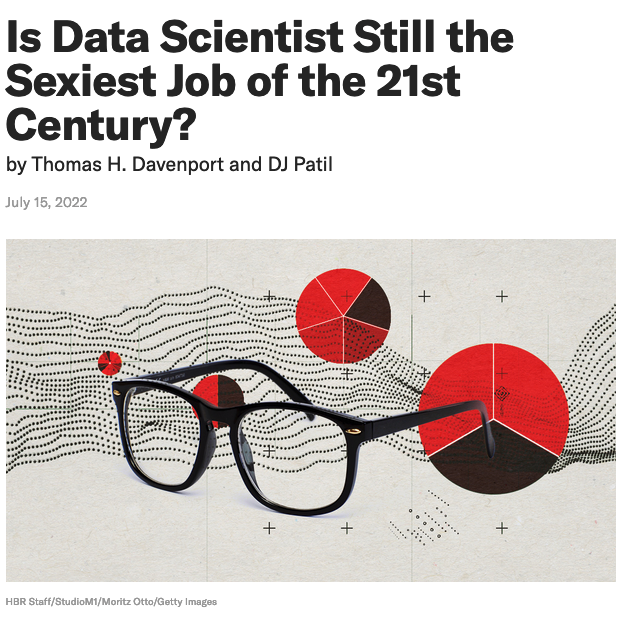 Is Data Scientist Still the
Sexiest Job of the 21st
Century?
by Thomas H. Davenport and DJ Patil
July 15, 2022
HBR Staff/StudioM1/Moritz Otto/Getty Images